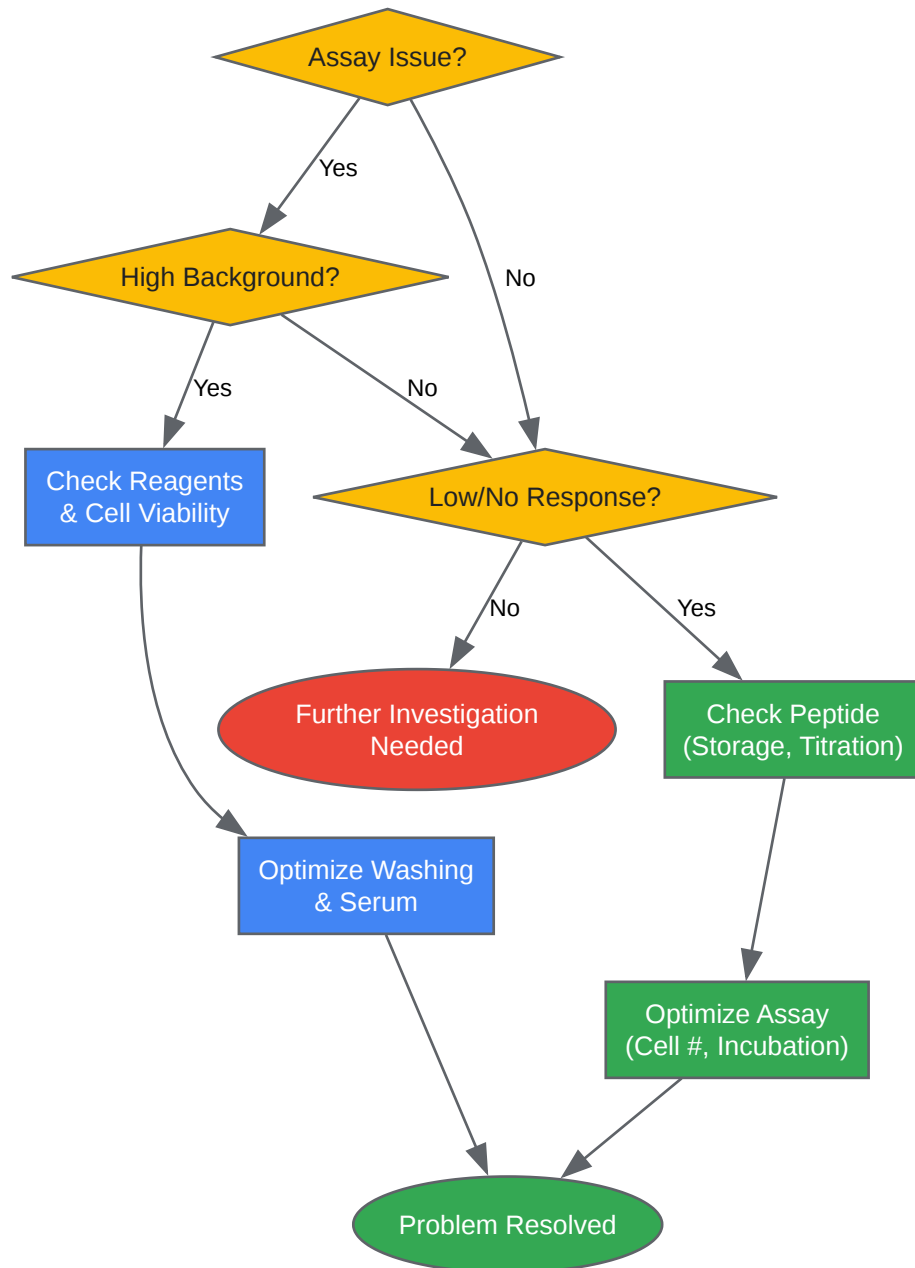 Assay Issue?
Yes
High Background?
No
Yes
No
Check Reagents
& Cell Viability
Low/No Response?
No
Yes
Further Investigation
Needed
Check Peptide
(Storage, Titration)
Optimize Washing
& Serum
Optimize Assay
(Cell #, Incubation)
Problem Resolved